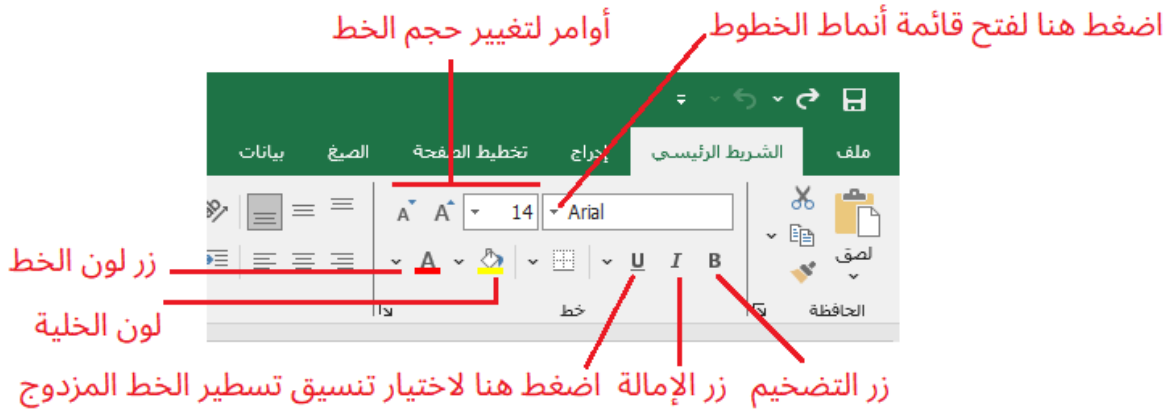 اضغط هنا لفتح قائمة أنماط الخطوط
أوامر لتغيير حجم الخط
ملف
الشريط الرئيسي
إدراج
تخطيط الصفحة
الصيغ
بيانات
لصق
Arial
14
A A
B I U
A
زر لون الخط
لون الخلية
الحافظة
خط
زر التضخيم
زر الإمالة
اضغط هنا لاختيار تنسيق تسطير الخط المزدوج